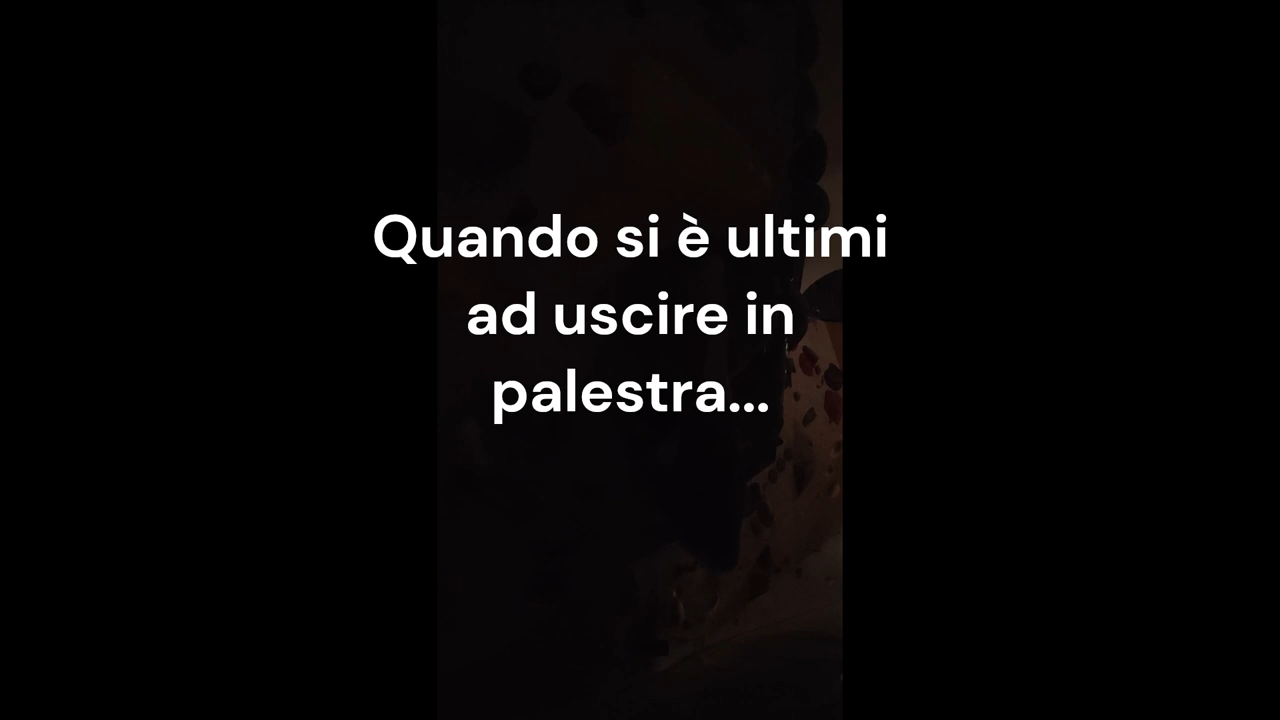 Quando si è ultimi
ad uscire in
palestra...